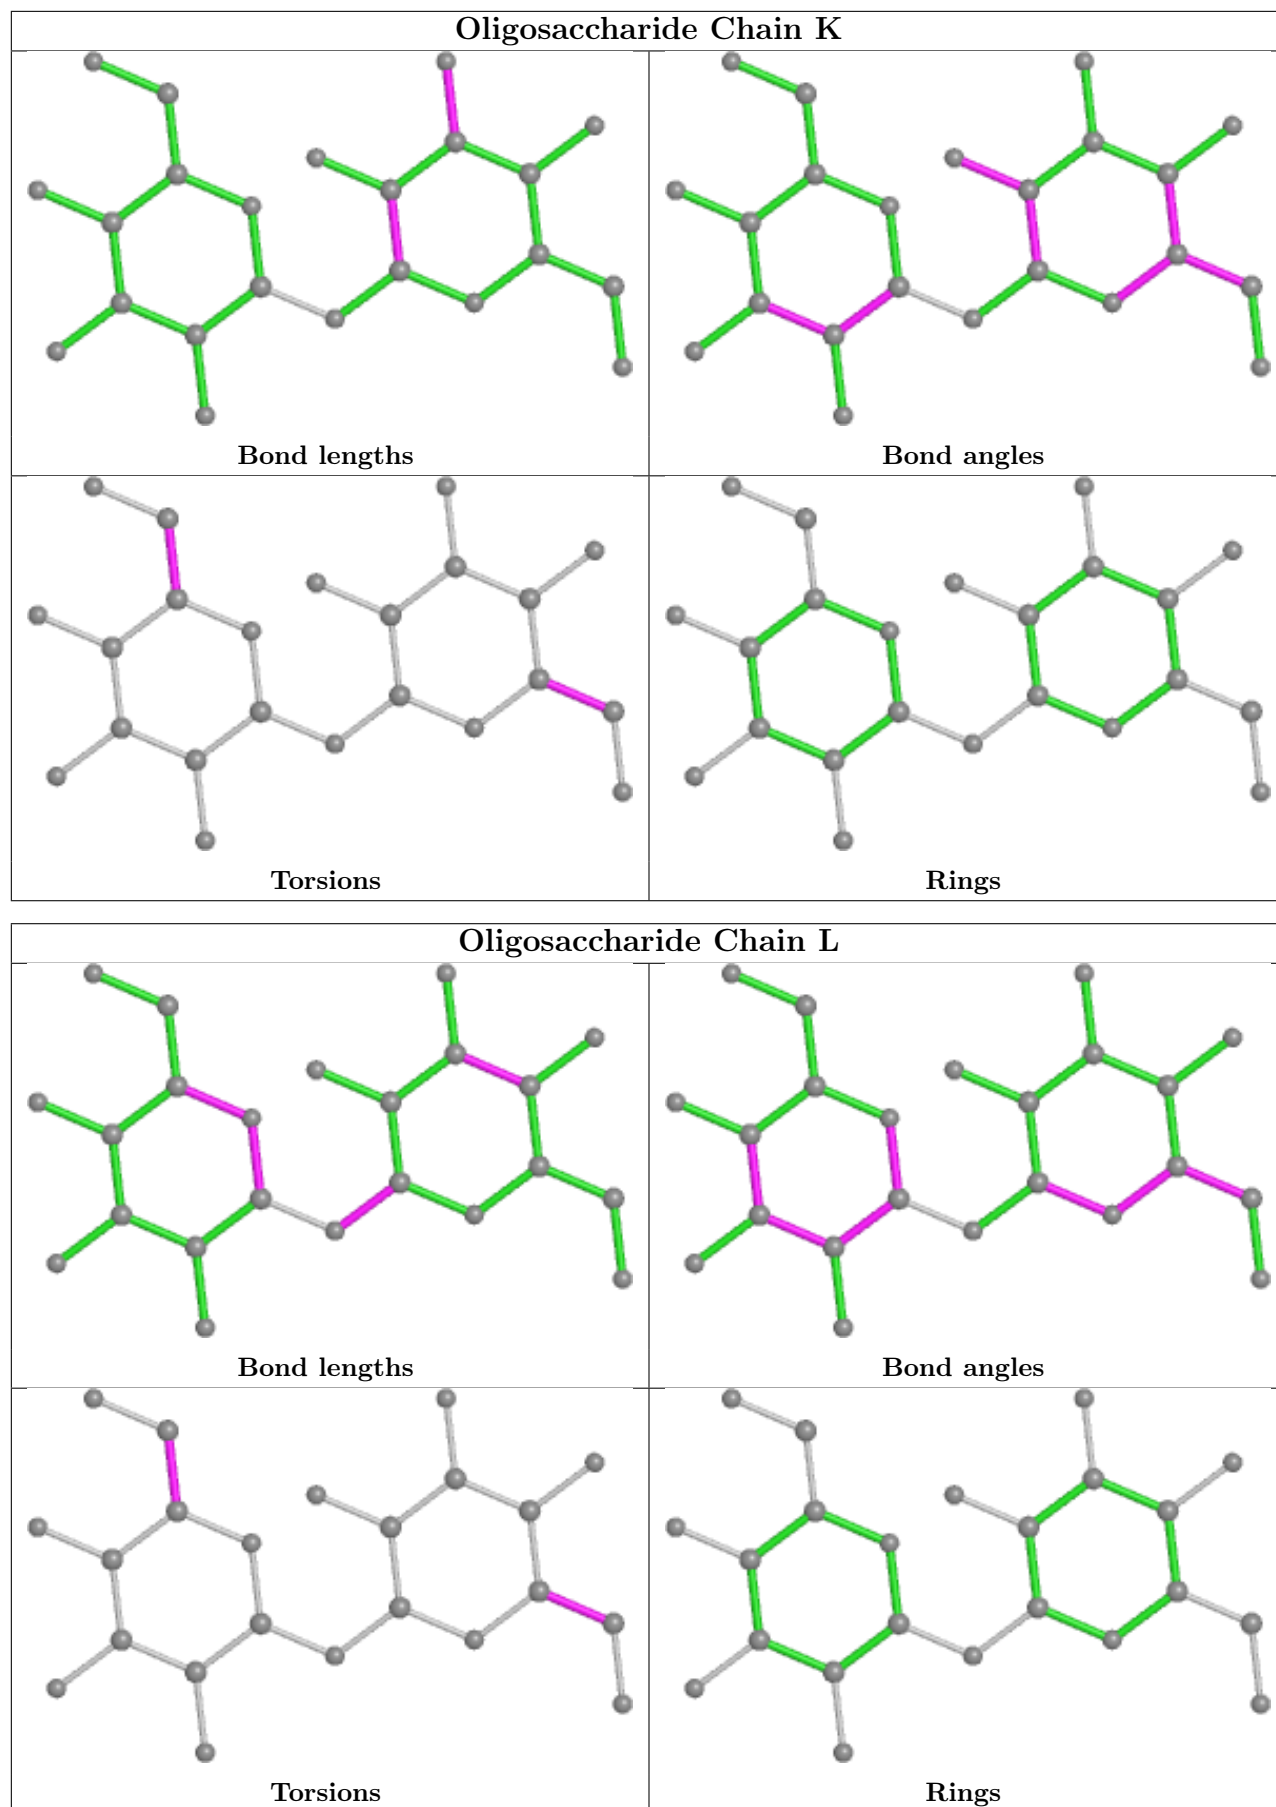 Oligosaccharide Chain K
Bond lengths
Bond angles
Torsions
Rings
Oligosaccharide Chain L
Bond lengths
Bond angles
Torsions
Rings